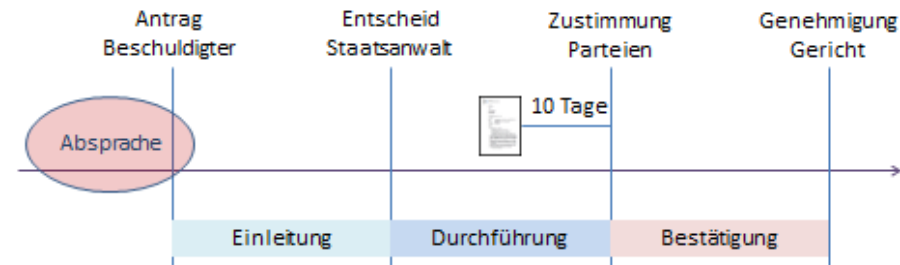 Antrag
Beschuldigter
Entscheid
Staatsanwalt
Zustimmung
Parteien
Genehmigung
Gericht
10 Tage
Absprache
Einleitung
Durchführung
Bestätigung